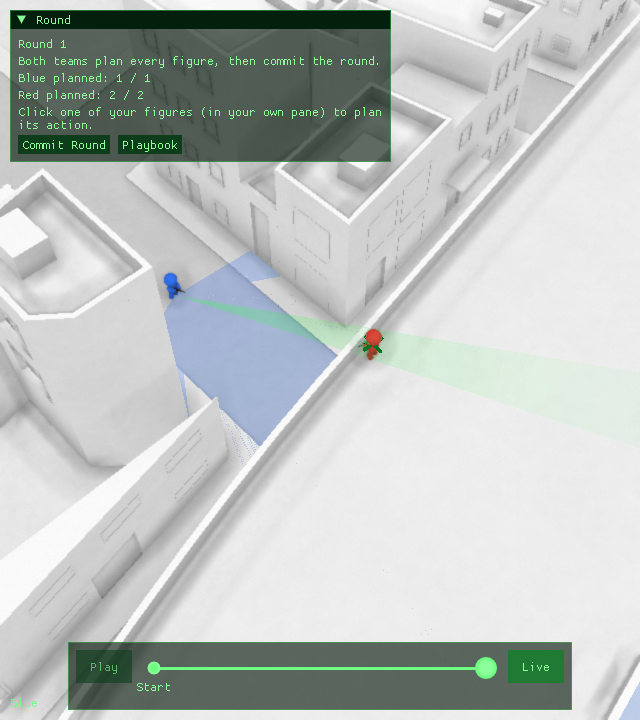 Round
Round 1
Both teams plan every figure, then commit the round.
Blue planned: 1 / 1
Red planned: 2 / 2
Click one of your figures (in your own pane) to plan
its action.
Commit Round
Playbook
Play
Live
Start